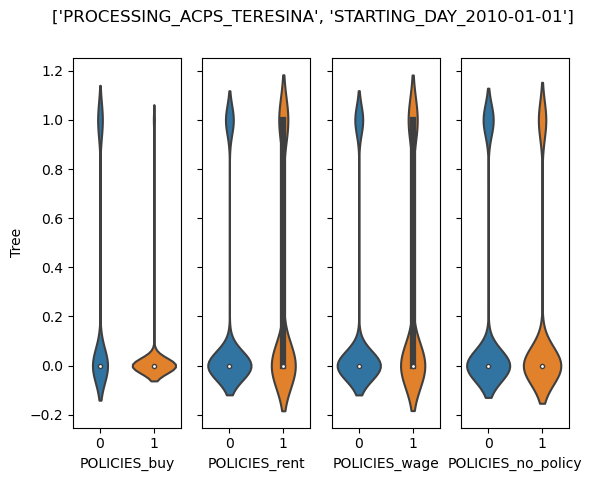 ['PROCESSING_ACPS_TERESINA', 'STARTING_DAY_2010-01-01']
Tree
1.2
1.0
0.8
0.6
0.4
0.2
0.0
−0.2
0 1 0 1 0 1 0 1
POLICIES_buy POLICIES_rent POLICIES_wage POLICIES_no_policy